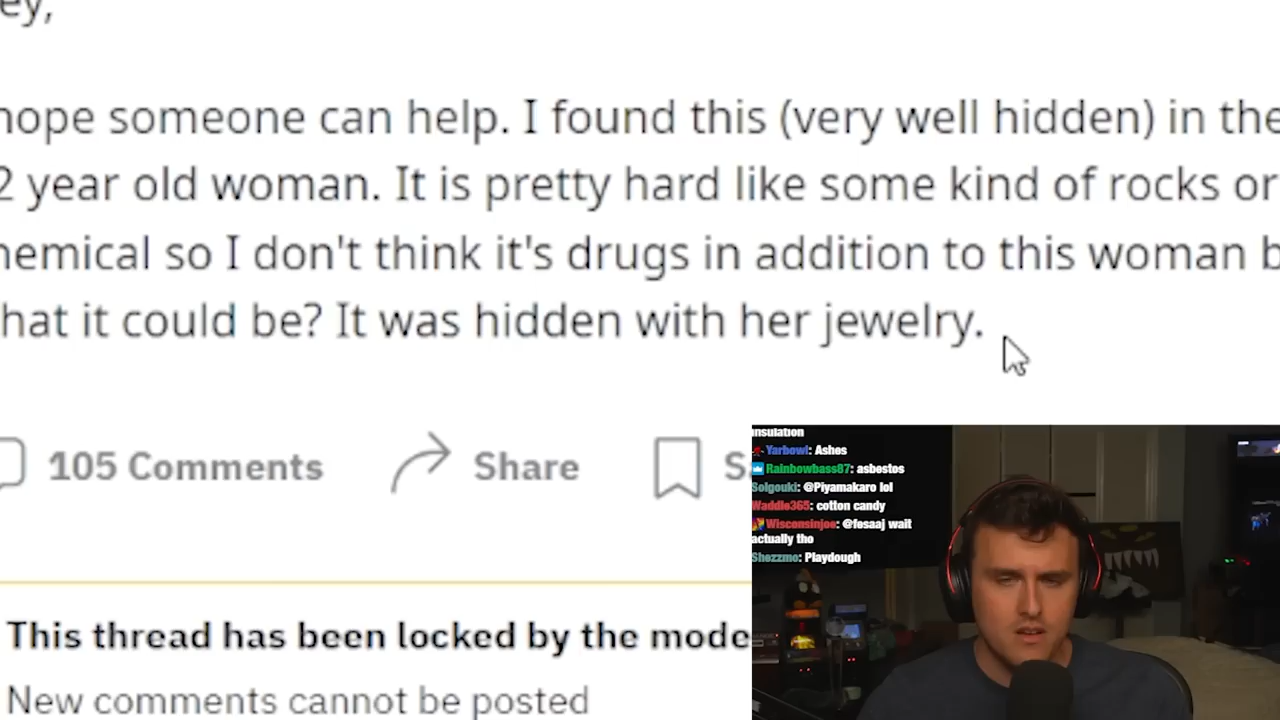 ey,
hope someone can help. I found this (very well hidden) in the
2 year old woman. It is pretty hard like some kind of rocks or
hemical so I don't think it's drugs in addition to this woman b
hat it could be? It was hidden with her jewelry.
105 Comments Share S
insulation
Yarbowl: Ashes
Rainbowbass87: asbestos
Solgouki: @Piyamakaro lol
Waddle365: cotton candy
Wisconsinjoe: @fesaaj wait
actually tho
Shezzmo: Playdough
This thread has been locked by the mode
New comments cannot be posted